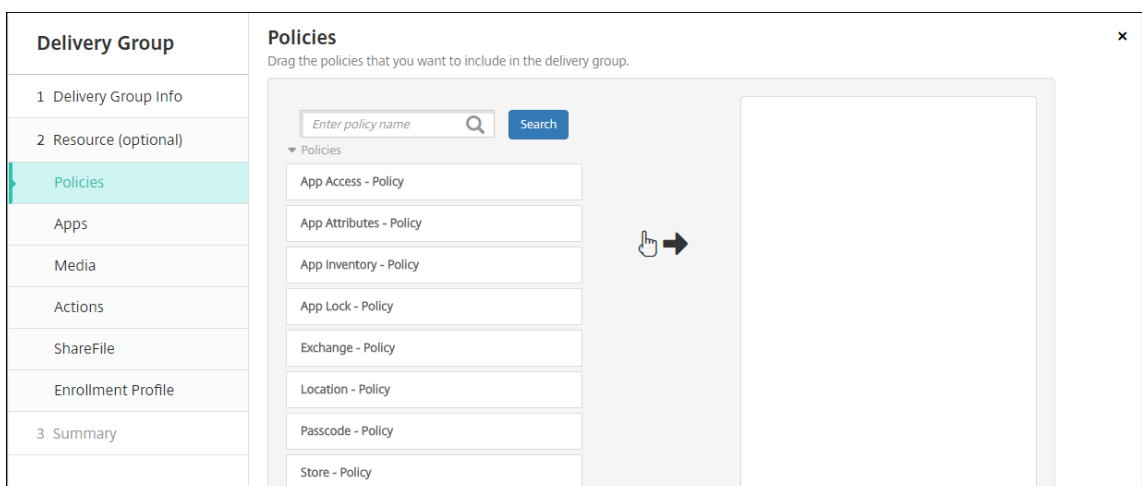 Delivery Group
1 Delivery Group Info
2 Resource (optional)
Policies
Apps
Media
Actions
ShareFile
Enrollment Profile
3 Summary
Policies
×
Drag the policies that you want to include in the delivery group.
Enter policy name
Search
Policies
App Access - Policy
App Attributes - Policy
App Inventory - Policy
App Lock - Policy
Exchange - Policy
Location - Policy
Passcode - Policy
Store - Policy